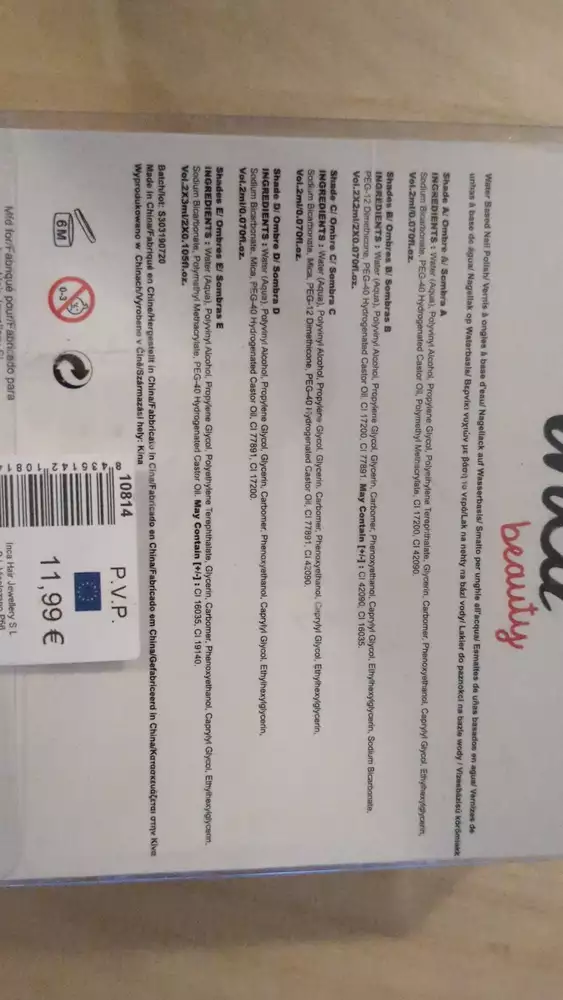 beauty
Water Based Nail Polish/ Vernis à ongles à base d'eau/ Nagellack auf Wasserbasis/ Smalto per unghie all'acqua/ Esmaltes de uñas basados en agua/ Vernizes de
unhas à base de água/ Nagellak op Waterbasis/ Βερνίκι νυχιών με βάση το νερό/Lak na nehty na bázi vody/ Lakier do paznokci na bazie wody / Vízesbázisú körömlakk
Shade A/ Ombre A/ Sombra A
INGREDIENTS : Water (Aqua), Polyvinyl Alcohol, Propylene Glycol, Polyethylene Terephthalate, Glycerin, Carbomer, Phenoxyethanol, Caprylyl Glycol, Ethylhexylglycerin,
Sodium Bicarbonate, PEG-40 Hydrogenated Castor Oil, Polymethyl Methacrylate, CI 17200, CI 42090.
Vol.2ml/0.070fl.oz.
Shades B/ Ombres B/ Sombras B
INGREDIENTS : Water (Aqua), Polyvinyl Alcohol, Propylene Glycol, Glycerin, Carbomer, Phenoxyethanol, Caprylyl Glycol, Ethylhexylglycerin, Sodium Bicarbonate,
PEG-12 Dimethicone, PEG-40 Hydrogenated Castor Oil, CI 17200, CI 77891. May Contain [+/-] : CI 42090, CI 16035.
Vol.2X2ml/2X0.070fl.oz.
Shade C/ Ombre C/ Sombra C
INGREDIENTS : Water (Aqua), Polyvinyl Alcohol, Propylene Glycol, Glycerin, Carbomer, Phenoxyethanol, Caprylyl Glycol, Ethylhexylglycerin,
Sodium Bicarbonate, Mica, PEG-12 Dimethicone, PEG-40 Hydrogenated Castor Oil, CI 77891, CI 42090.
Vol.2ml/0.070fl.oz.
Shade D/ Ombre D/ Sombra D
INGREDIENTS : Water (Aqua), Polyvinyl Alcohol, Propylene Glycol, Glycerin, Carbomer, Phenoxyethanol, Caprylyl Glycol, Ethylhexylglycerin,
Sodium Bicarbonate, Mica, PEG-40 Hydrogenated Castor Oil, CI 77891, CI 17200.
Vol.2ml/0.070fl.oz.
Shades E/ Ombres E/ Sombras E
INGREDIENTS : Water (Aqua), Polyvinyl Alcohol, Propylene Glycol, Polyethylene Terephthalate, Glycerin, Carbomer, Phenoxyethanol, Caprylyl Glycol, Ethylhexylglycerin,
Sodium Bicarbonate, Polymethyl Methacrylate, PEG-40 Hydrogenated Castor Oil. May Contain [+/-] : CI 16035, CI 19140.
Vol.2X3ml/2X0.105fl.oz.
Batch/lot: 5303190720
Made in China/Fabriqué en Chine/Hergestellt in China/Fabbricato in Cina/Fabricado en China/Fabricado em China/Gefabriceerd in China/Κατασκευάζεται στην Κίνα
Wyprodukowano w Chinach/Vyrobeno v Číně/Származási hely: Kína
6M
0-3
10814
P.V.P.
11,99 €
Mfd for/Fabriqué pour/Fabricado para
Inca Hair Jewellery S L